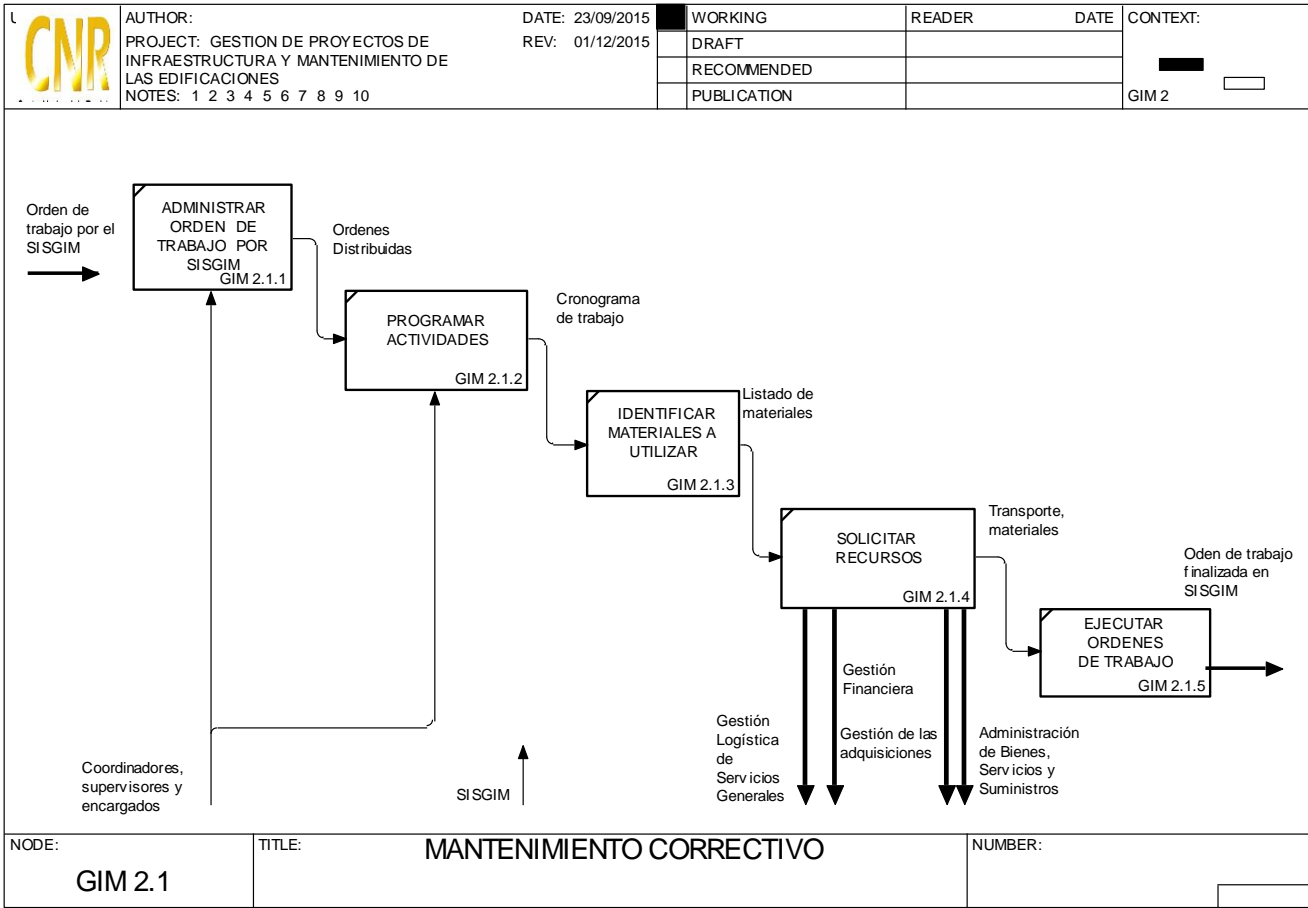 CNR
AUTHOR:
DATE: 23/09/2015
PROJECT: GESTION DE PROYECTOS DE
INFRAESTRUCTURA Y MANTENIMIENTO DE
LAS EDIFICACIONES
REV: 01/12/2015
NOTES: 1 2 3 4 5 6 7 8 9 10
WORKING
DRAFT
RECOMMENDED
PUBLICATION
READER DATE
CONTEXT:
GIM 2
Orden de
trabajo por el
SISGIM
ADMINISTRAR
ORDEN DE
TRABAJO POR
SISGIM
GIM 2.1.1
Ordenes
Distribuidas
PROGRAMAR
ACTIVIDADES
GIM 2.1.2
Cronograma
de trabajo
IDENTIFICAR
MATERIALES A
UTILIZAR
GIM 2.1.3
Listado de
materiales
SOLICITAR
RECURSOS
GIM 2.1.4
Transporte,
materiales
EJECUTAR
ORDENES
DE TRABAJO
GIM 2.1.5
Oden de trabajo
finalizada en
SISGIM
Coordinadores,
supervisores y
encargados
SISGIM
Gestión
Logística
de
Servicios
Generales
Gestión
Financiera
Gestión de las
adquisiciones
Administración
de Bienes,
Servicios y
Suministros
NODE:
GIM 2.1
TITLE:
MANTENIMIENTO CORRECTIVO
NUMBER: